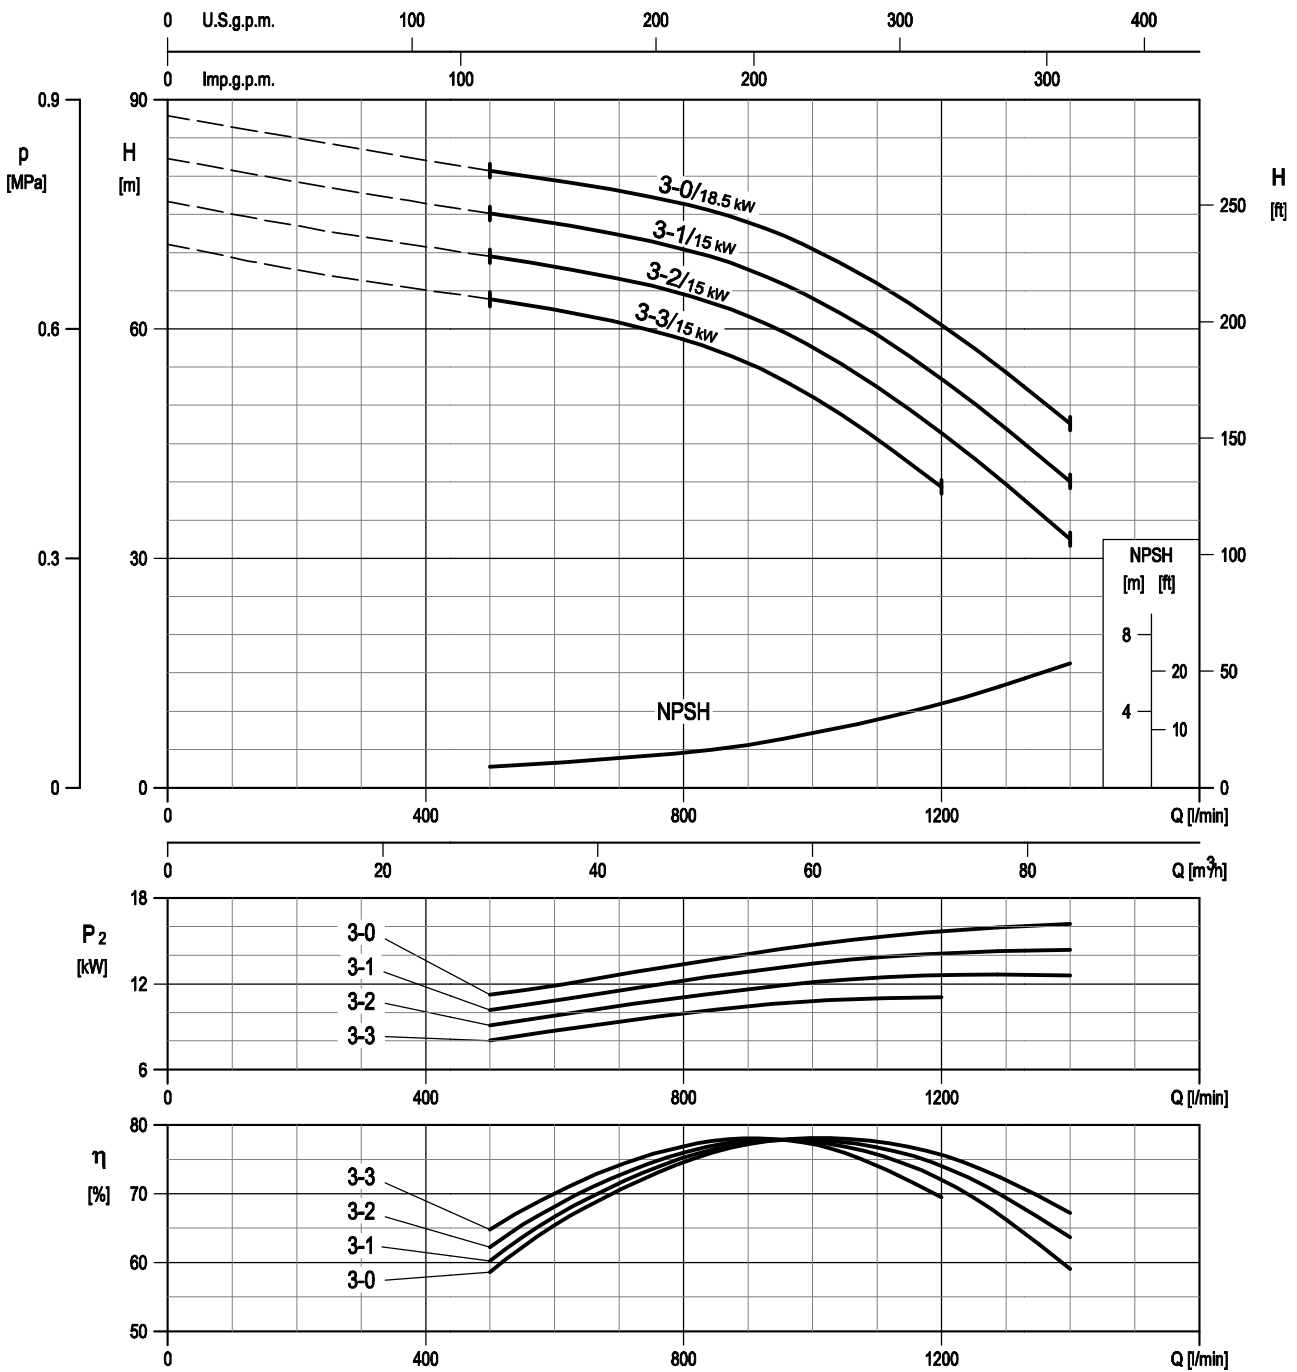 0 U.S.g.p.m. 100 200 300 400
0 Imp.g.p.m. 100 200 300
0.9 90
p [MPa]
H [m]
H [ft]
3-0/18.5 kW
250
3-1/15 kW
3-2/15 kW
3-3/15 kW
0.6 60 200
150
0.3 30 100
NPSH
[m] [ft]
8
20 50
NPSH
4
10
0 0 0
0 400 800 1200 Q [l/min]
0 20 40 60 80 Q [m³/h]
18
P2
[kW]
3-0
3-1
12
3-2
3-3
6
0 400 800 1200 Q [l/min]
80
η
[%]
3-3
70
3-2
3-1
60
3-0
50
0 400 800 1200 Q [l/min]